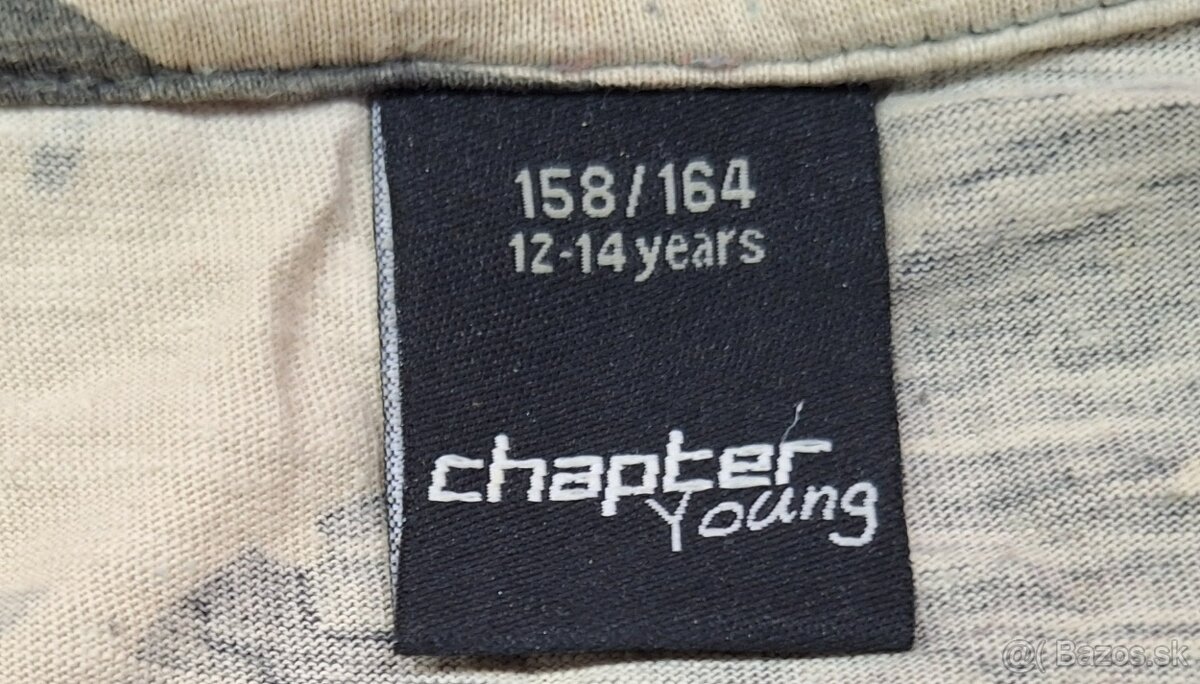 158/164
12-14 years
chapter
Young
@( Bazos.sk